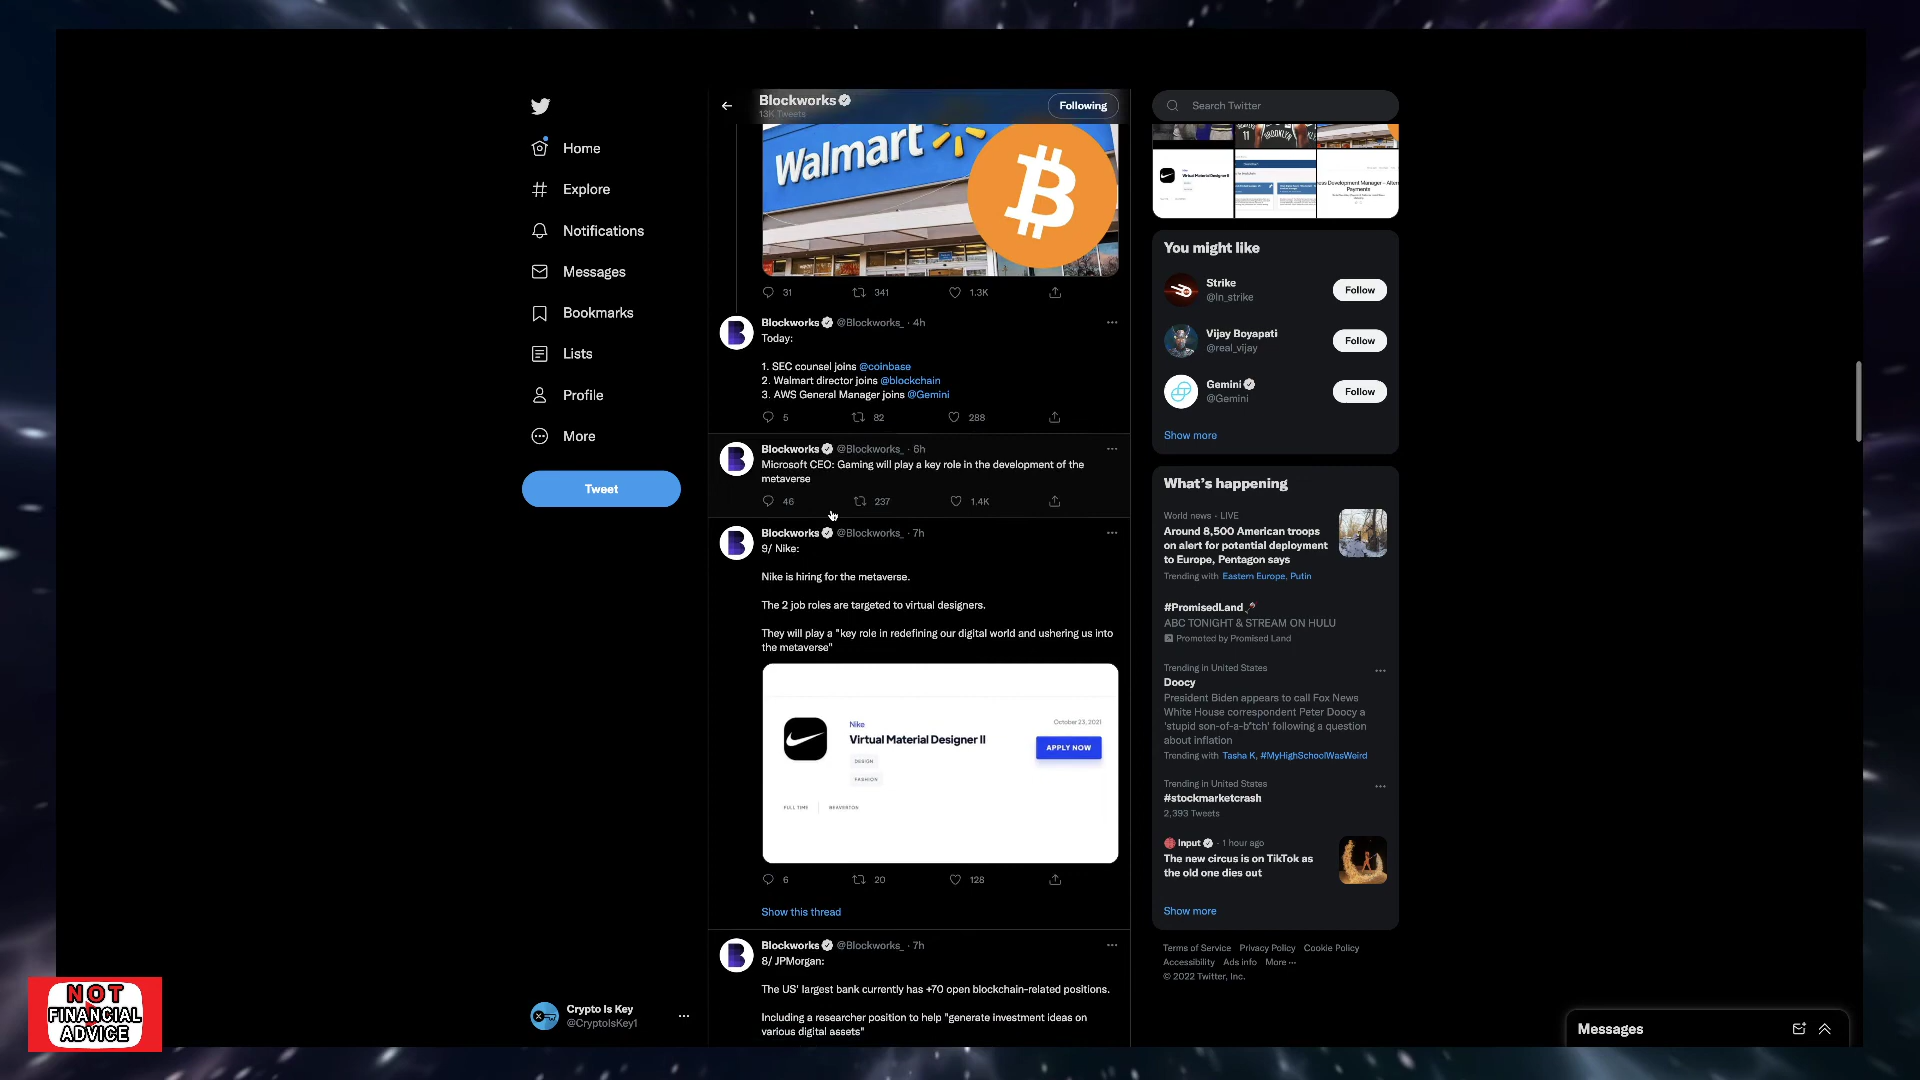 Home
Explore
Notifications
Messages
Bookmarks
Lists
Profile
More
Tweet
Crypto Is Key
@CryptoIsKey1
NOT
FINANCIAL
ADVICE
Blockworks
13K Tweets
Following
Walmart
31 341 1.3K
Blockworks @Blockworks_ · 4h
Today:
1. SEC counsel joins @coinbase
2. Walmart director joins @blockchain
3. AWS General Manager joins @Gemini
5 82 288
Blockworks @Blockworks_ · 6h
Microsoft CEO: Gaming will play a key role in the development of the
metaverse
46 237 1.4K
Blockworks @Blockworks_ · 7h
9/ Nike:
Nike is hiring for the metaverse.
The 2 job roles are targeted to virtual designers.
They will play a "key role in redefining our digital world and ushering us into
the metaverse"
Nike
October 23, 2021
Virtual Material Designer II
APPLY NOW
DESIGN
FASHION
FULL TIME BEAVERTON
6 20 128
Show this thread
Blockworks @Blockworks_ · 7h
8/ JPMorgan:
The US' largest bank currently has +70 open blockchain-related positions.
Including a researcher position to help "generate investment ideas on
various digital assets"
Search Twitter
BROOKLYN
11
Virtual Material Designer II
ess Development Manager – Altern
Payments
You might like
Strike
@ln_strike
Follow
Vijay Boyapati
@real_vijay
Follow
Gemini
@Gemini
Follow
Show more
What's happening
World news · LIVE
Around 8,500 American troops
on alert for potential deployment
to Europe, Pentagon says
Trending with Eastern Europe, Putin
#PromisedLand
ABC TONIGHT & STREAM ON HULU
Promoted by Promised Land
Trending in United States
Doocy
President Biden appears to call Fox News
White House correspondent Peter Doocy a
'stupid son-of-a-b*tch' following a question
about inflation
Trending with Tasha K, #MyHighSchoolWasWeird
Trending in United States
#stockmarketcrash
2,393 Tweets
Input · 1 hour ago
The new circus is on TikTok as
the old one dies out
Show more
Terms of Service Privacy Policy Cookie Policy
Accessibility Ads info More ···
© 2022 Twitter, Inc.
Messages